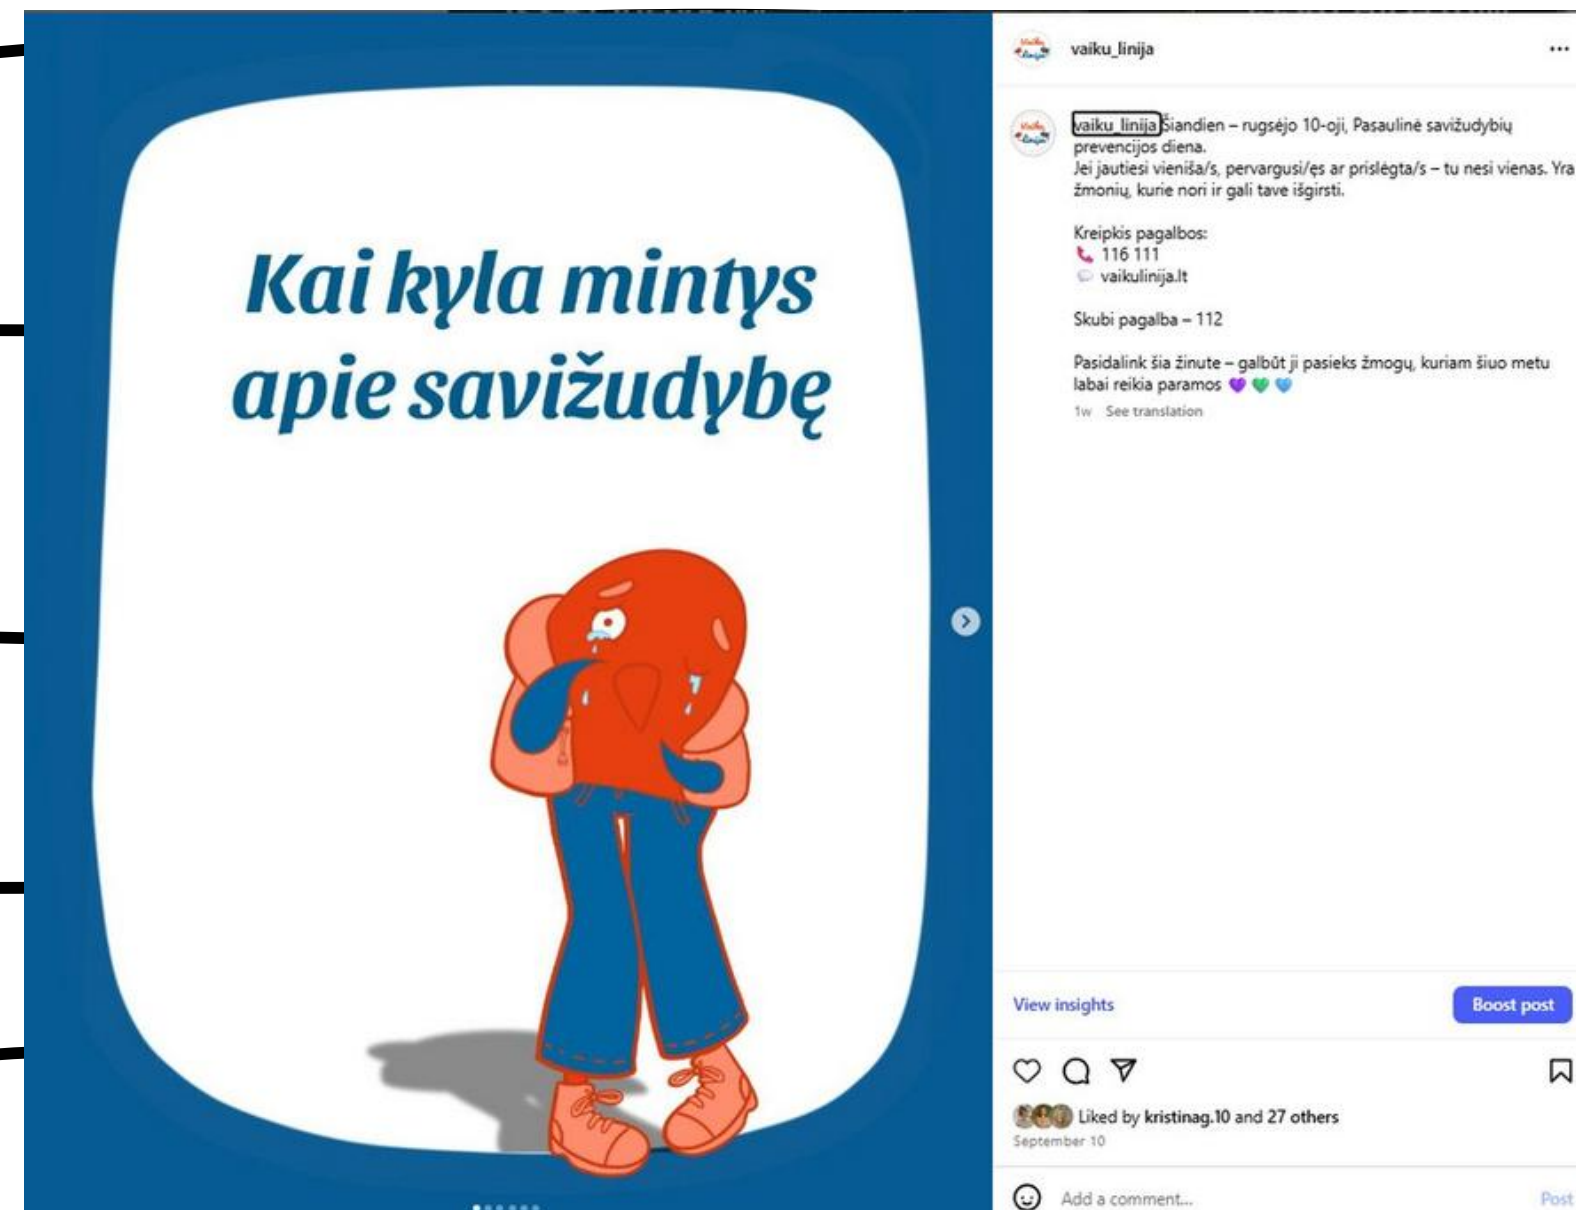 Kai kyla mintys
apie savižudybę
vaiku_linija
vaiku_linija Šiandien – rugsėjo 10-oji, Pasaulinė savižudybių
prevencijos diena.
Jei jautiesi vieniša/s, pervargusi/ęs ar prislėgta/s – tu nesi vienas. Yra
žmonių, kurie nori ir gali tave išgirsti.
Kreipkis pagalbos:
116 111
vaikulinija.lt
Skubi pagalba – 112
Pasidalink šia žinute – galbūt ji pasieks žmogų, kuriam šiuo metu
labai reikia paramos 💜 💚 🩵
1w See translation
View insights
Boost post
Liked by kristinag.10 and 27 others
September 10
Add a comment...
Post